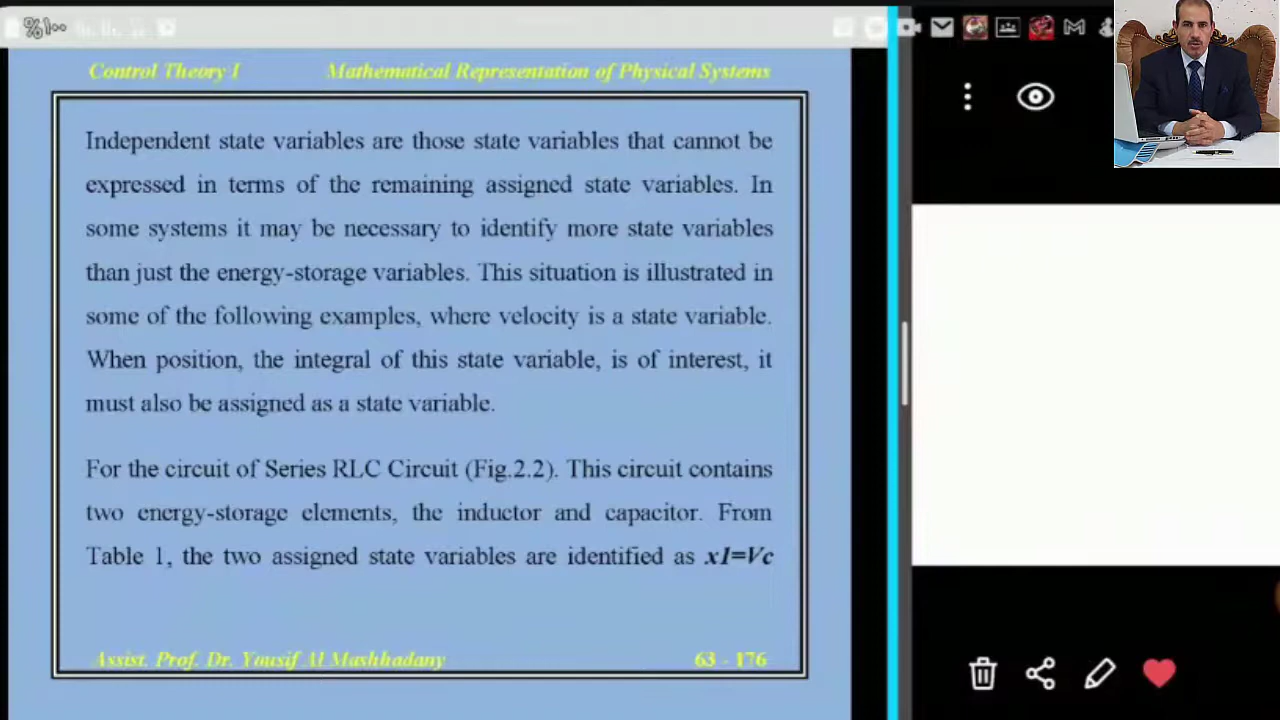 %١٠٠
Control Theory I Mathematical Representation of Physical Systems
Independent state variables are those state variables that cannot be
expressed in terms of the remaining assigned state variables. In
some systems it may be necessary to identify more state variables
than just the energy-storage variables. This situation is illustrated in
some of the following examples, where velocity is a state variable.
When position, the integral of this state variable, is of interest, it
must also be assigned as a state variable.
For the circuit of Series RLC Circuit (Fig.2.2). This circuit contains
two energy-storage elements, the inductor and capacitor. From
Table 1, the two assigned state variables are identified as x1=Vc
Assist. Prof. Dr. Yousif Al Mashhadany 63 - 176